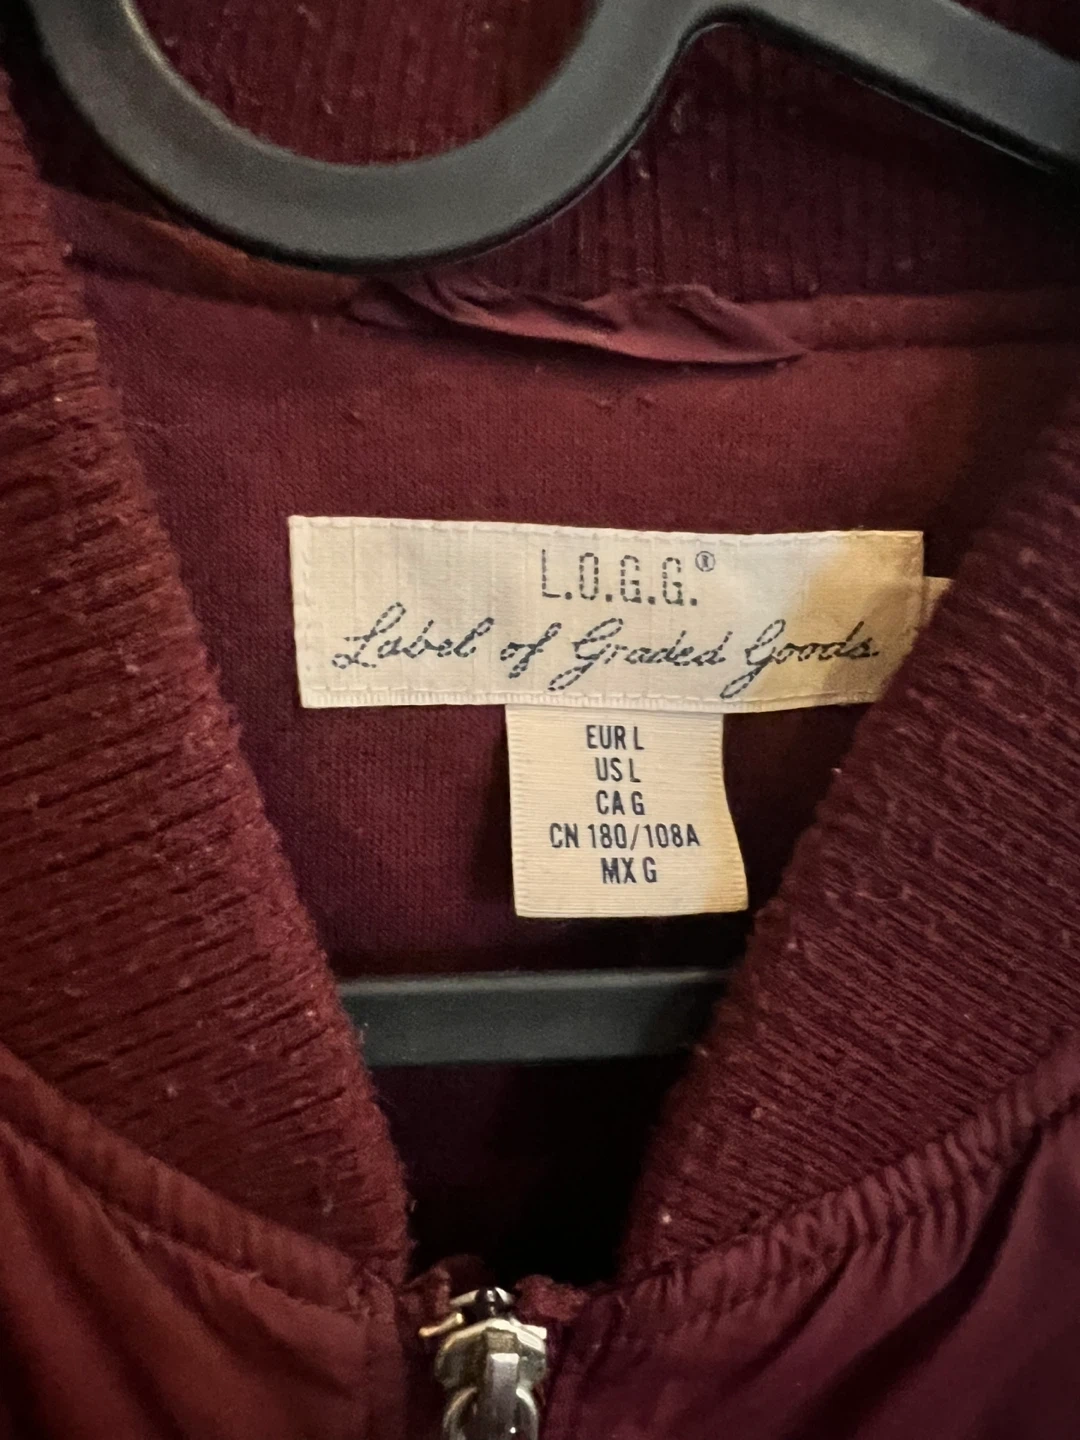 L.O.G.G.®
Label of Graded Goods
EUR L
US L
CA G
CN 180/108A
MX G